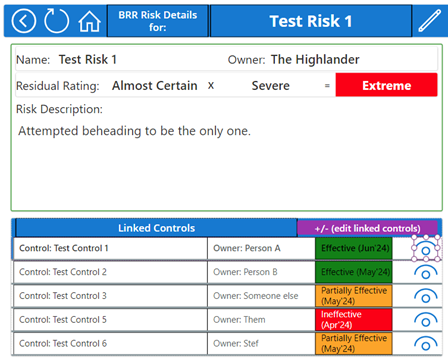 BRR Risk Details
for:
Test Risk 1
Name: Test Risk 1 Owner: The Highlander
Residual Rating: Almost Certain x Severe = Extreme
Risk Description:
Attempted beheading to be the only one.
Linked Controls +/- (edit linked controls)
Control: Test Control 1 Owner: Person A Effective (Jun'24)
Control: Test Control 2 Owner: Person B Effective (May'24)
Control: Test Control 3 Owner: Someone else Partially Effective
(May'24)
Control: Test Control 5 Owner: Them Ineffective
(Apr'24)
Control: Test Control 6 Owner: Stef Partially Effective
(May'24)